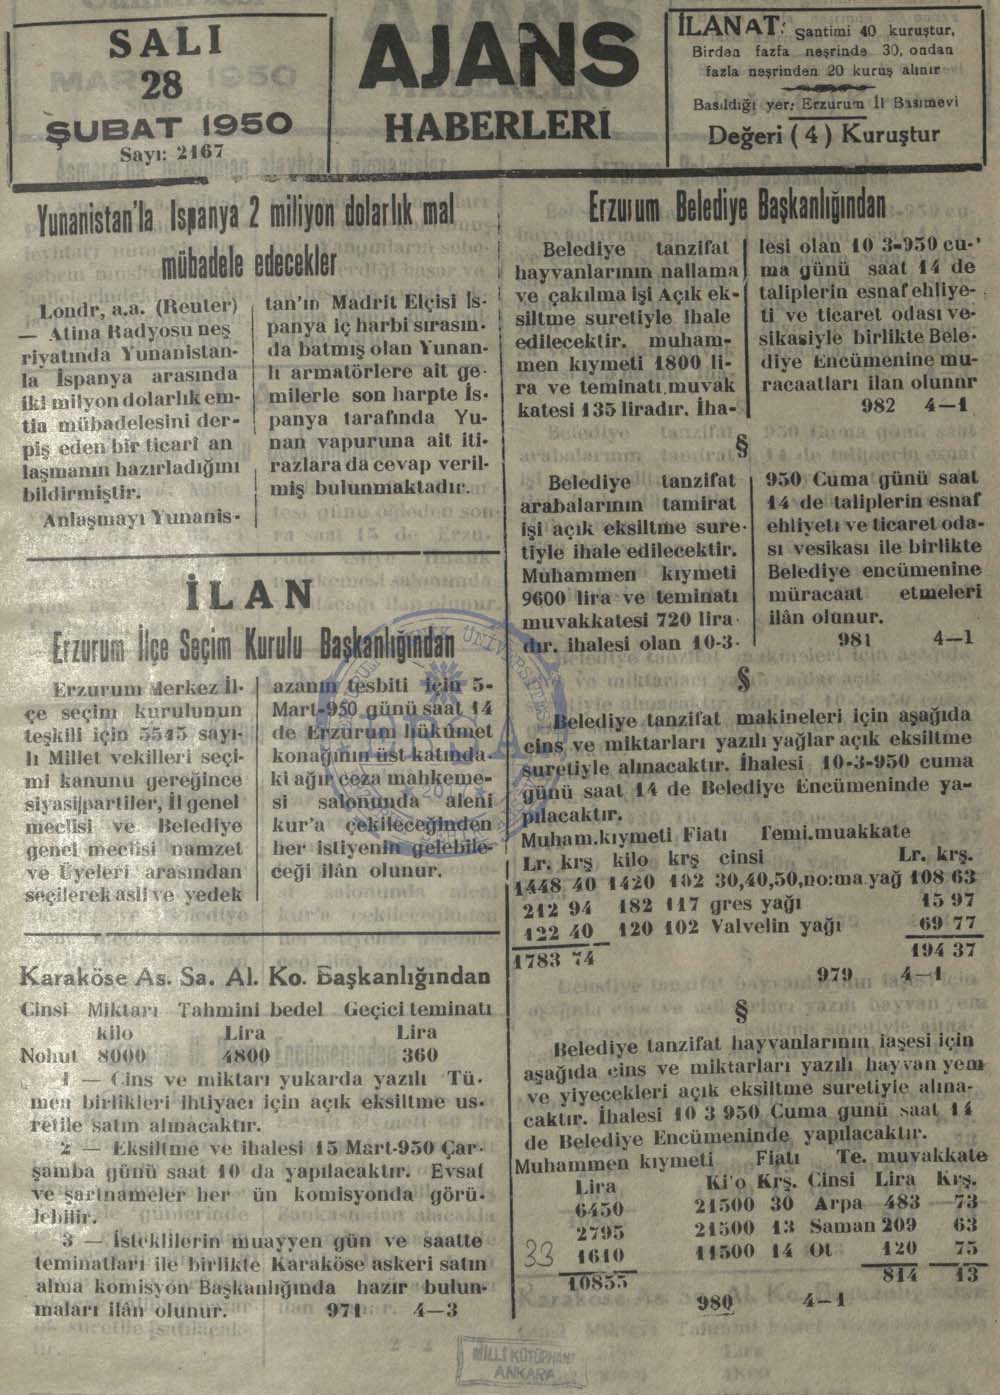 SALI
28
ŞUBAT 1950
Sayı: 2167
AJANS
HABERLERİ
İLANAT: Santimi 40 kuruştur,
Birden fazfa neşrinde 30, ondan
fazla neşrinden 20 kuruş alınır
Basıldığı yer: Erzurum İl Basımevi
Değeri ( 4 ) Kuruştur
Yunanistan'la Ispanya 2 miliyon dolarlık mal
mübadele edecekler
Londr, a.a. (Reuter)
— Atina Radyosu neş
riyatında Yunanistan-
la İspanya arasında
iki milyon dolarlık em-
tia mübadelesini der-
piş eden bir ticarî an
laşmanın hazırladığını
bildirmiştir.
Anlaşmayı Yunanis-
tan'ın Madrit Elçisi İs-
panya iç harbi sırasın-
da batmış olan Yunan-
lı armatörlere ait ge-
milerle son harpte İs-
panya tarafında Yu-
nan vapuruna ait iti-
razlara da cevap veril-
miş bulunmaktadır.
İLAN
Erzurum İlçe Seçim Kurulu Başkanlığından
Erzurum Merkez İl-
çe seçim kurulunun
teşkili için 5545 sayı-
lı Millet vekilleri seçi-
mi kanunu gereğince
siyasi partiler, İl genel
meclisi ve Belediye
genel meclisi namzet
ve Üyeleri arasından
seçilerek asli ve yedek
azanın tesbiti için 5-
Mart-950 günü saat 14
de Erzurum hükûmet
konağının üst katında-
ki ağır ceza mahkeme-
si salonunda aleni
kur'a çekileceğinden
her istiyenin gelebile-
ceği ilân olunur.
Karaköse As. Sa. Al. Ko. Başkanlığından
Cinsi Miktarı Tahmini bedel Geçici teminatı
kilo Lira Lira
Nohut 8000 4800 360
1 — Cins ve miktarı yukarda yazılı Tü-
men birlikleri ihtiyacı için açık eksiltme us-
retile satın alınacaktır.
2 — Eksiltme ve ihalesi 15 Mart-950 Çar-
şamba günü saat 10 da yapılacaktır. Evsaf
ve şartnameler her ün komisyonda görü-
lebilir.
3 — İsteklilerin muayyen gün ve saatte
teminatları ile birlikte Karaköse askeri satın
alma komisyon Başkanlığında hazır bulun-
maları ilân olunur. 971 4—3
Erzurum Belediye Başkanlığından
Belediye tanzifat
hayvanlarının nallama
ve çakılma işi Açık ek-
siltme suretiyle ihale
edilecektir. muham-
men kıymeti 1800 li-
ra ve teminatı muvak
katesi 135 liradır. İha-
lesi olan 10 3-950 cu-
ma günü saat 14 de
taliplerin esnaf ehliye-
ti ve ticaret odası ve-
sikasiyle birlikte Bele-
diye Encümenine mu-
racaatları ilan olunur
982 4—1
§
Belediye tanzifat
arabalarının tamirat
işi açık eksiltme sure-
tiyle ihale edilecektir.
Muhammen kıymeti
9600 lira ve teminatı
muvakkatesi 720 lira-
dır. ihalesi olan 10-3-
950 Cuma günü saat
14 de taliplerin esnaf
ehliyeti ve ticaret oda-
sı vesikası ile birlikte
Belediye encümenine
müracaat etmeleri
ilân olunur.
981 4—1
§
Belediye tanzifat makineleri için aşağıda
cins ve miktarları yazılı yağlar açık eksiltme
suretiyle alınacaktır. İhalesi 10-3-950 cuma
günü saat 14 de Belediye Encümeninde ya-
pılacaktır.
Muham.kıymeti Fiatı Temi.muakkate
Lr. krş kilo krş cinsi Lr. krş.
1448 40 1420 102 30,40,50,no:ma.yağ 108 63
212 94 182 117 gres yağı 15 97
122 40 120 102 Valvelin yağı 69 77
1783 74 194 37
979 4—1
§
Belediye tanzifat hayvanlarının iaşesi için
aşağıda cins ve miktarları yazılı hayvan yem
ve yiyecekleri açık eksiltme suretiyle alına-
caktır. İhalesi 10 3 950 Cuma gunü saat 14
de Belediye Encümeninde yapılacaktır.
Muhammen kıymeti Fiatı Te. muvakkate
Lira Ki'o Krş. Cinsi Lira Krş.
6450 21500 30 Arpa 483 73
2795 21500 13 Saman 209 63
33 1610 11500 14 Ot 120 75
10855 814 13
980 4—1
MİLLİ KÜTÜPHANE
ANKARA